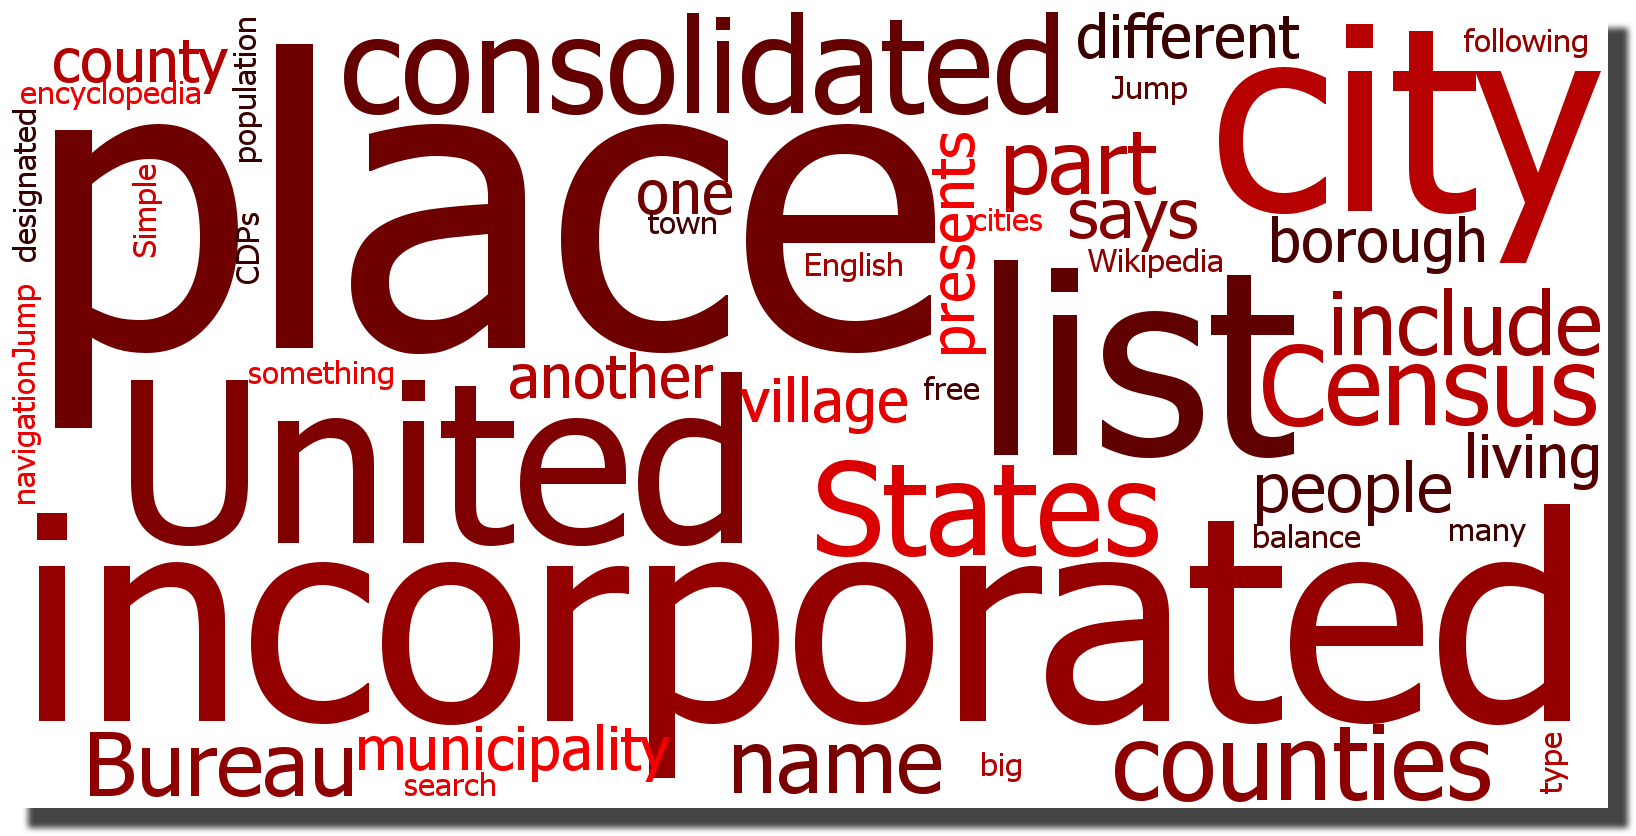 county
population
consolidated
different
city
following
encyclopedia
Jump
place
designated
Simple
CDPs
one
town
English
presents
part
cities
says
Wikipedia
borough
list
include
navigationJump
something
another
village
free
Census
United
States
living
people
balance
many
incorporated
Bureau
municipality
search
name
big
counties
type